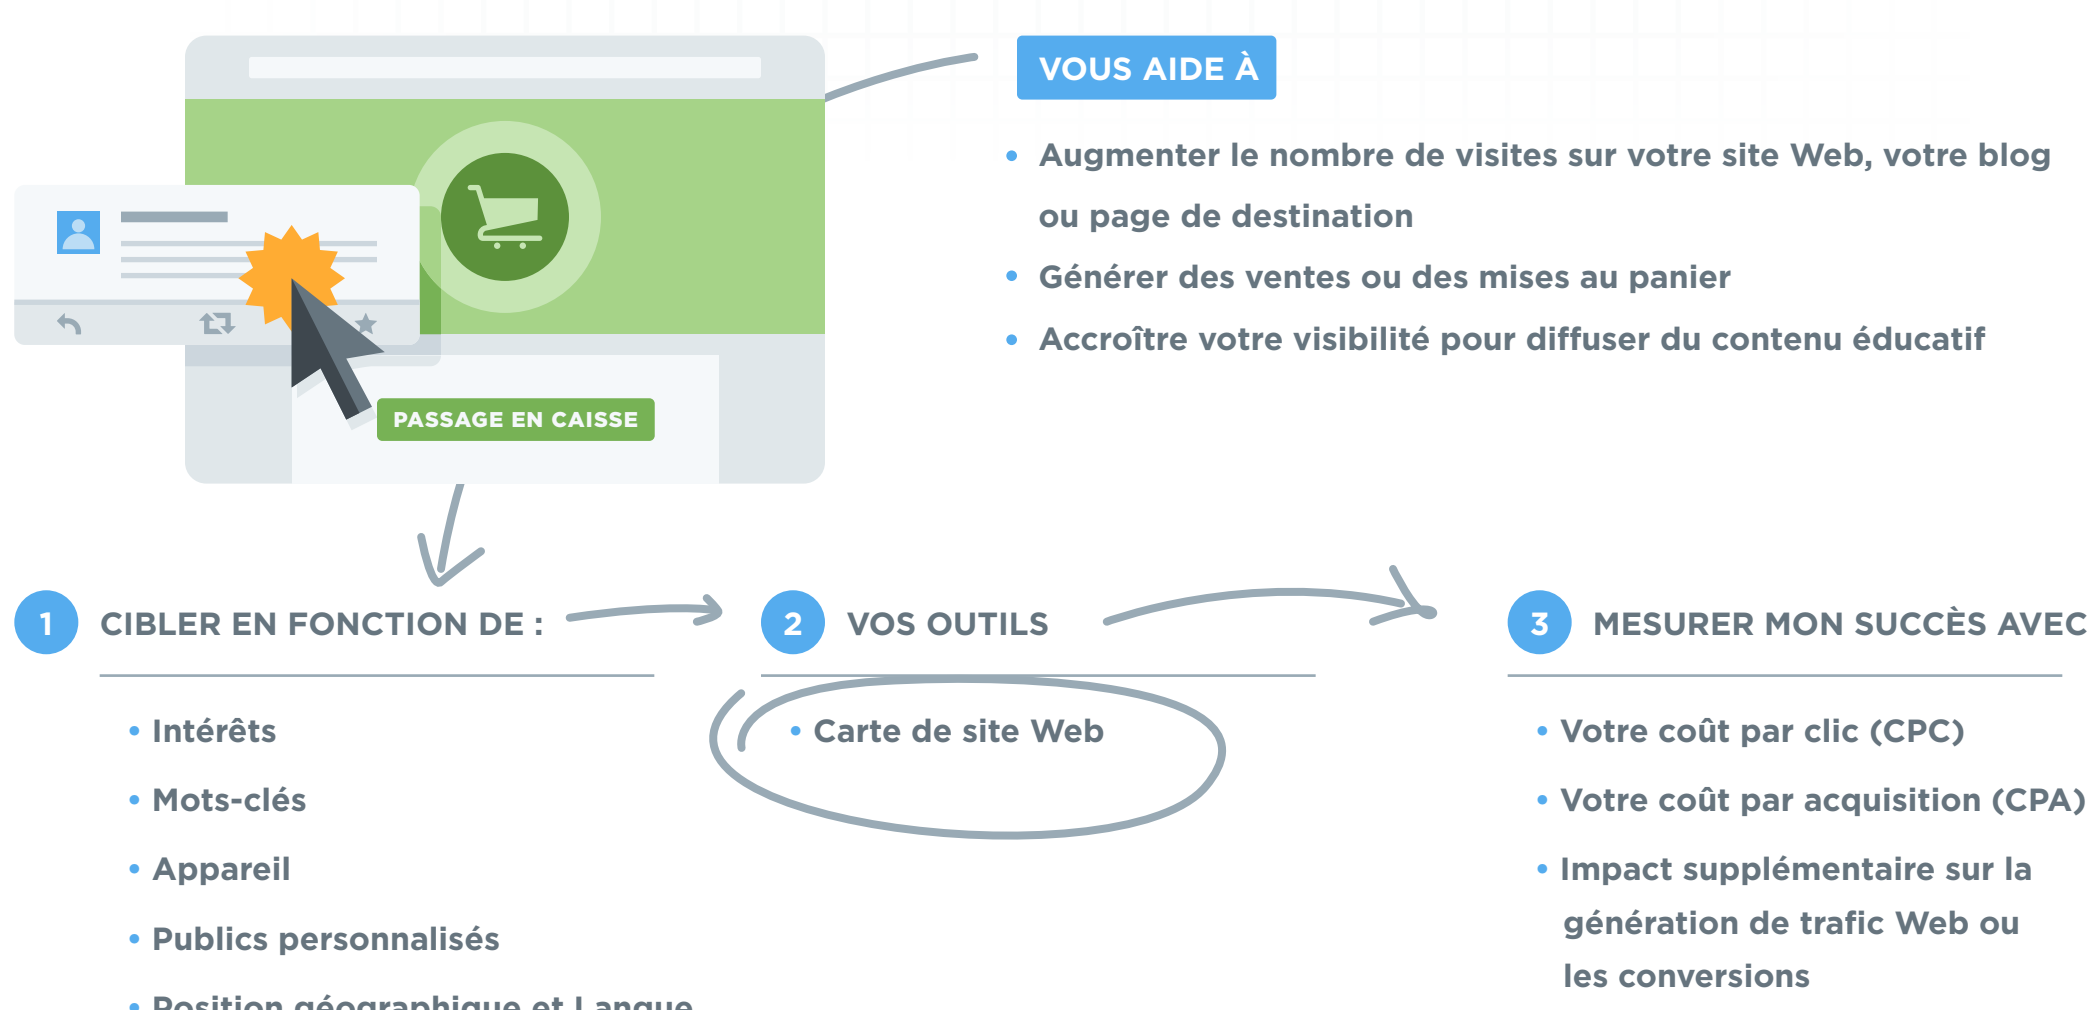 VOUS AIDE À
• Augmenter le nombre de visites sur votre site Web, votre blog
ou page de destination
• Générer des ventes ou des mises au panier
• Accroître votre visibilité pour diffuser du contenu éducatif
PASSAGE EN CAISSE
1 CIBLER EN FONCTION DE :
• Intérêts
• Mots-clés
• Appareil
• Publics personnalisés
• Position géographique et Langue
2 VOS OUTILS
• Carte de site Web
3 MESURER MON SUCCÈS AVEC
• Votre coût par clic (CPC)
• Votre coût par acquisition (CPA)
• Impact supplémentaire sur la
génération de trafic Web ou
les conversions